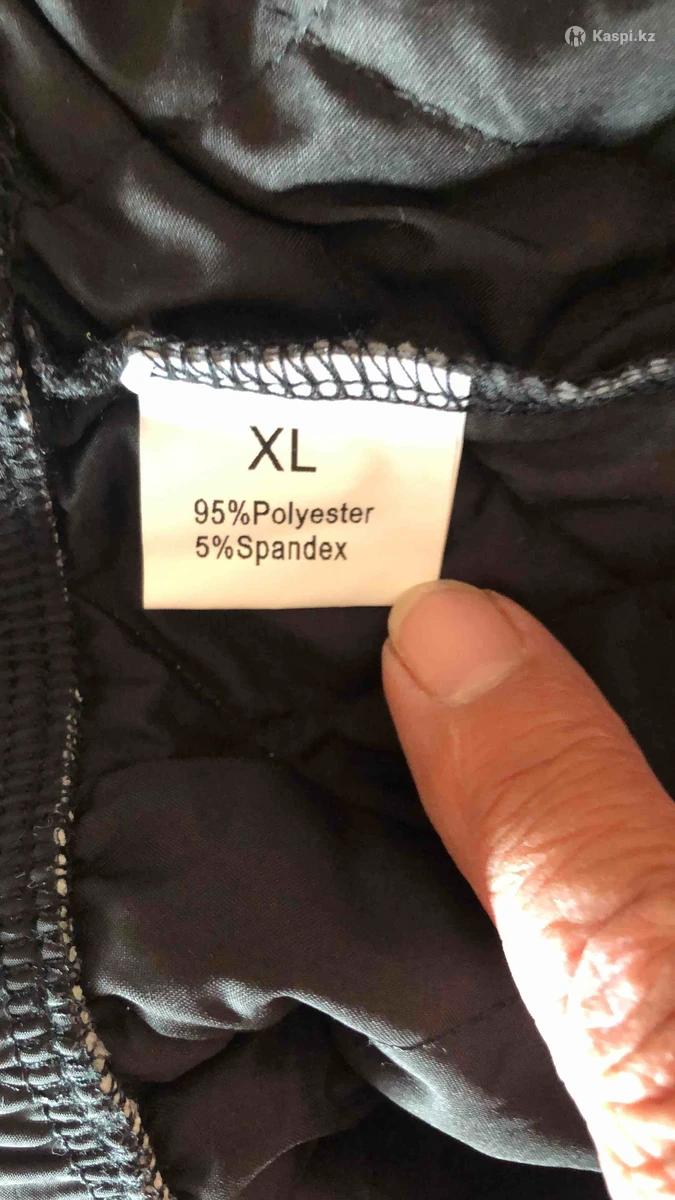 Kaspi.kz
XL
95%Polyester
5%Spandex